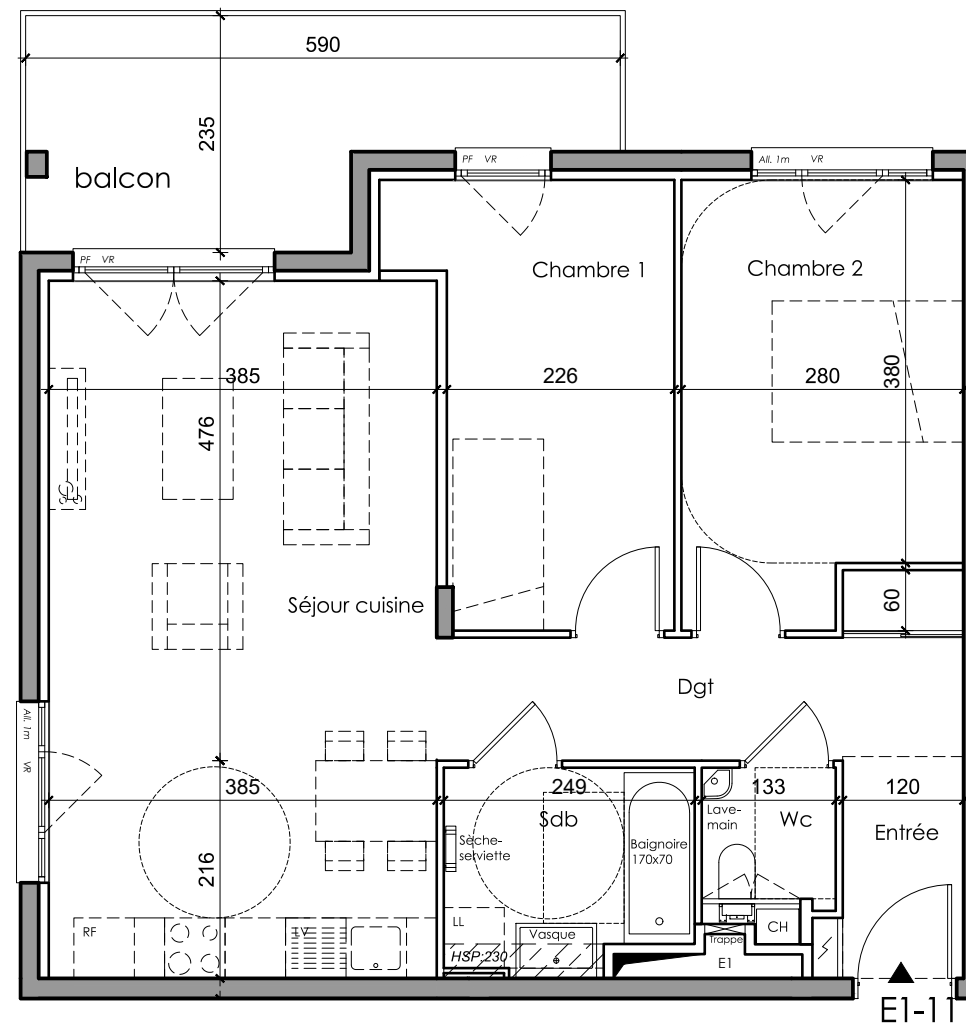 590
235
balcon
PF VR
All. 1m VR
PF VR
Chambre 1
Chambre 2
385
226
280
380
476
60
Séjour cuisine
Dgt
All. 1m VR
385
249
133
120
Sdb
Lave-
main
Wc
Entrée
Sèche-
serviette
Baignoire
170x70
216
RF
LV
LL
Vasque
HSP:230
Trappe
CH
E1
E1-11